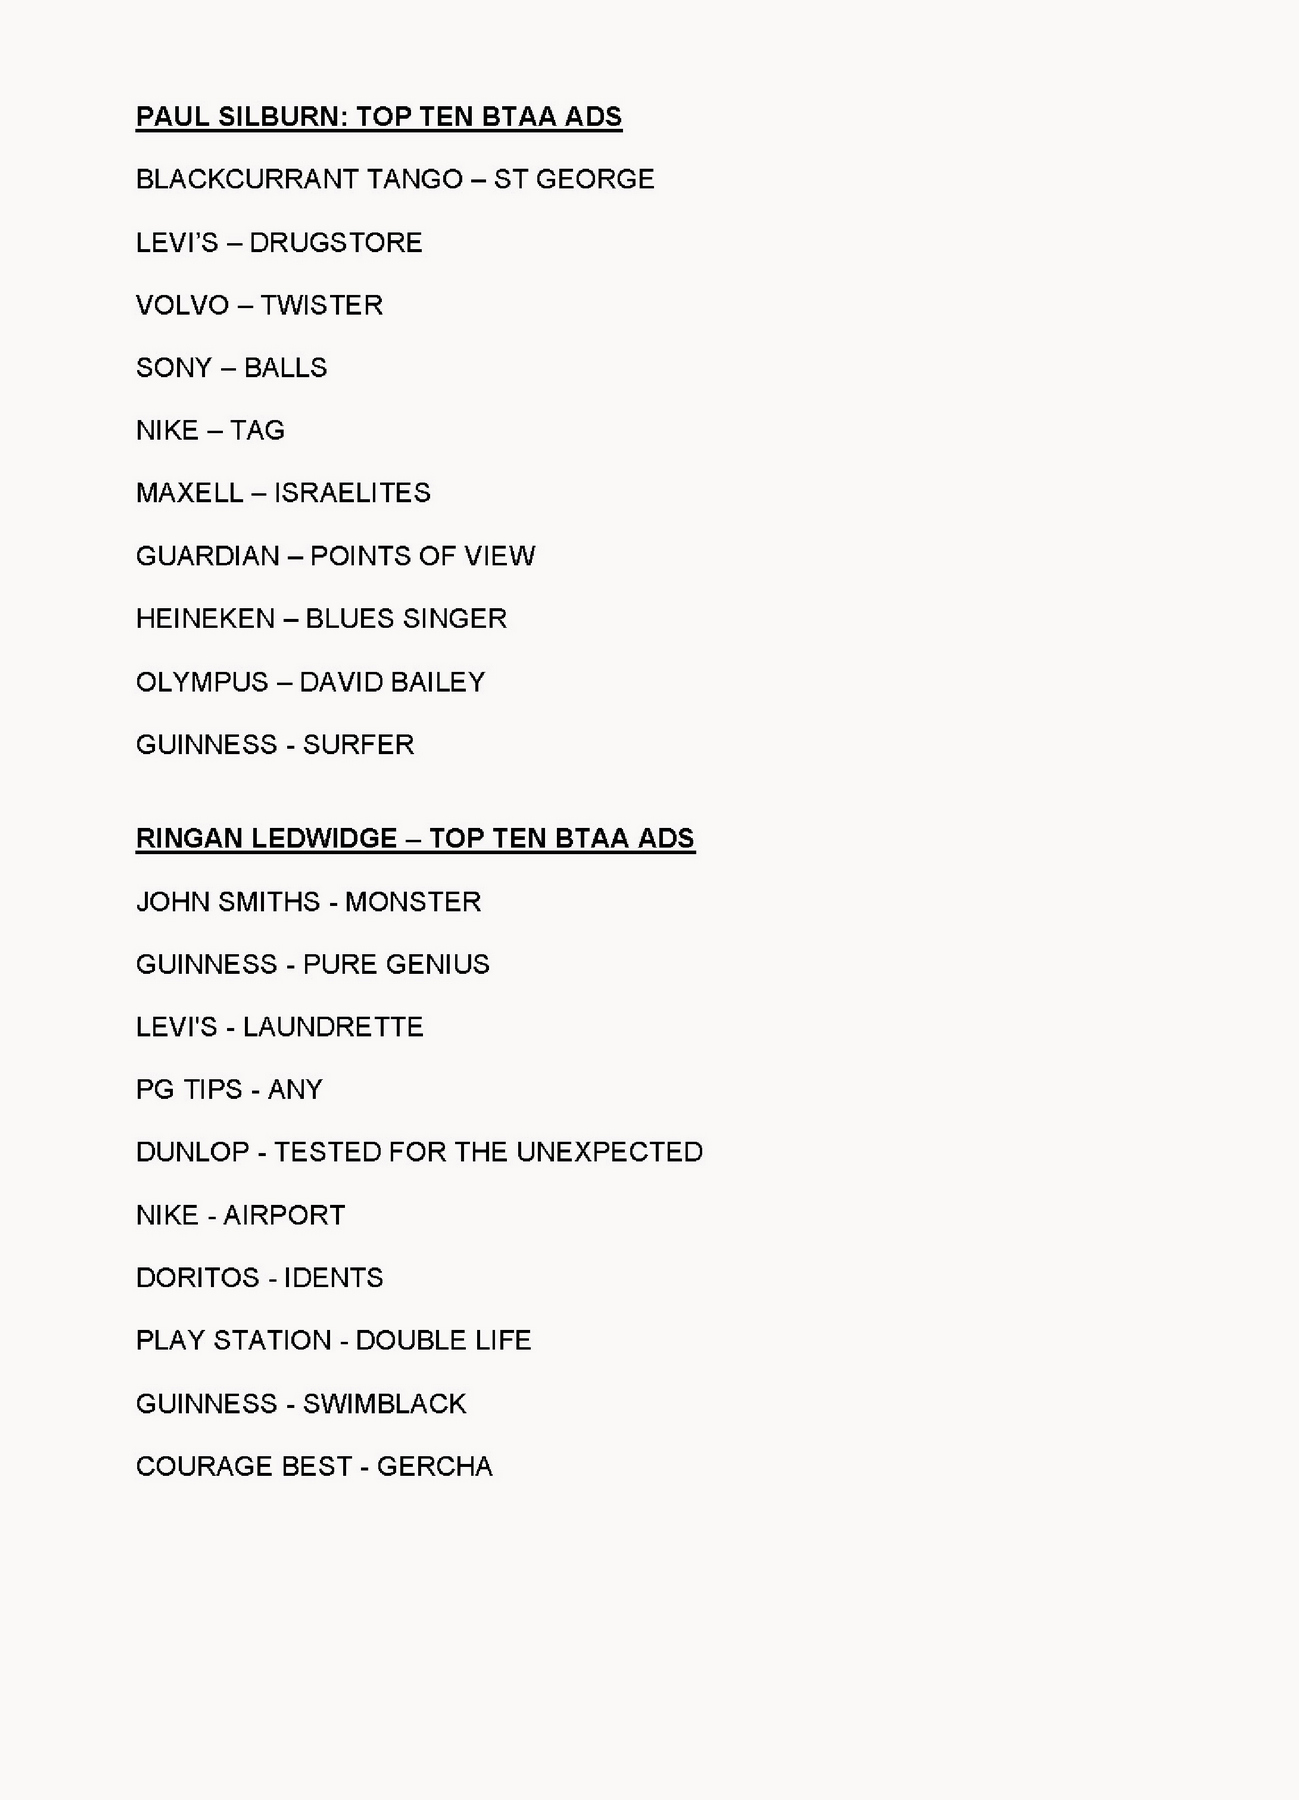 PAUL SILBURN: TOP TEN BTAA ADS
BLACKCURRANT TANGO – ST GEORGE
LEVI’S – DRUGSTORE
VOLVO – TWISTER
SONY – BALLS
NIKE – TAG
MAXELL – ISRAELITES
GUARDIAN – POINTS OF VIEW
HEINEKEN – BLUES SINGER
OLYMPUS – DAVID BAILEY
GUINNESS - SURFER
RINGAN LEDWIDGE – TOP TEN BTAA ADS
JOHN SMITHS - MONSTER
GUINNESS - PURE GENIUS
LEVI'S - LAUNDRETTE
PG TIPS - ANY
DUNLOP - TESTED FOR THE UNEXPECTED
NIKE - AIRPORT
DORITOS - IDENTS
PLAY STATION - DOUBLE LIFE
GUINNESS - SWIMBLACK
COURAGE BEST - GERCHA